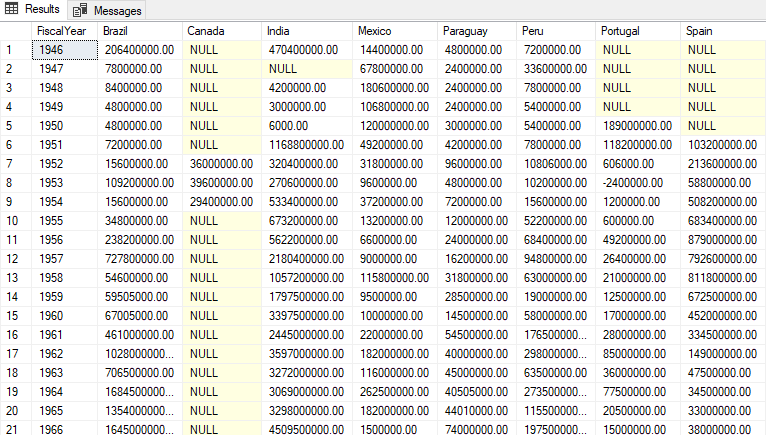 Results Messages
FiscalYear Brazil Canada India Mexico Paraguay Peru Portugal Spain
1 1946 206400000.00 NULL 470400000.00 14400000.00 4800000.00 7200000.00 NULL NULL
2 1947 7800000.00 NULL NULL 67800000.00 2400000.00 33600000.00 NULL NULL
3 1948 8400000.00 NULL 4200000.00 180600000.00 2400000.00 7800000.00 NULL NULL
4 1949 4800000.00 NULL 3000000.00 106800000.00 2400000.00 5400000.00 NULL NULL
5 1950 4800000.00 NULL 6000.00 120000000.00 3000000.00 5400000.00 189000000.00 NULL
6 1951 7200000.00 NULL 1168800000.00 49200000.00 4200000.00 7800000.00 118200000.00 103200000.00
7 1952 15600000.00 36000000.00 320400000.00 31800000.00 9600000.00 10806000.00 606000.00 213600000.00
8 1953 109200000.00 39600000.00 270600000.00 9600000.00 4800000.00 10200000.00 -2400000.00 58800000.00
9 1954 15600000.00 29400000.00 533400000.00 37200000.00 7200000.00 15600000.00 1200000.00 508200000.00
10 1955 34800000.00 NULL 673200000.00 13200000.00 12000000.00 52200000.00 600000.00 683400000.00
11 1956 238200000.00 NULL 562200000.00 6600000.00 24000000.00 68400000.00 49200000.00 879000000.00
12 1957 727800000.00 NULL 2180400000.00 9000000.00 16200000.00 94800000.00 26400000.00 792600000.00
13 1958 54600000.00 NULL 1057200000.00 115800000.00 31800000.00 63000000.00 21000000.00 811800000.00
14 1959 59505000.00 NULL 1797500000.00 9500000.00 28500000.00 19000000.00 12500000.00 672500000.00
15 1960 67005000.00 NULL 3397500000.00 10000000.00 14500000.00 58000000.00 17000000.00 452000000.00
16 1961 461000000.00 NULL 2445000000.00 22000000.00 54500000.00 176500000... 28000000.00 334500000.00
17 1962 1028000000... NULL 3597000000.00 182000000.00 40000000.00 298000000... 85000000.00 149000000.00
18 1963 706500000.00 NULL 3272000000.00 116000000.00 45000000.00 63500000.00 36000000.00 47500000.00
19 1964 1684500000... NULL 3069000000.00 262500000.00 40505000.00 273500000... 77500000.00 34500000.00
20 1965 1354000000... NULL 3298000000.00 182000000.00 44010000.00 115500000... 20500000.00 33000000.00
21 1966 1645000000... NULL 4509500000.00 1500000.00 74000000.00 197500000... 15000000.00 38000000.00